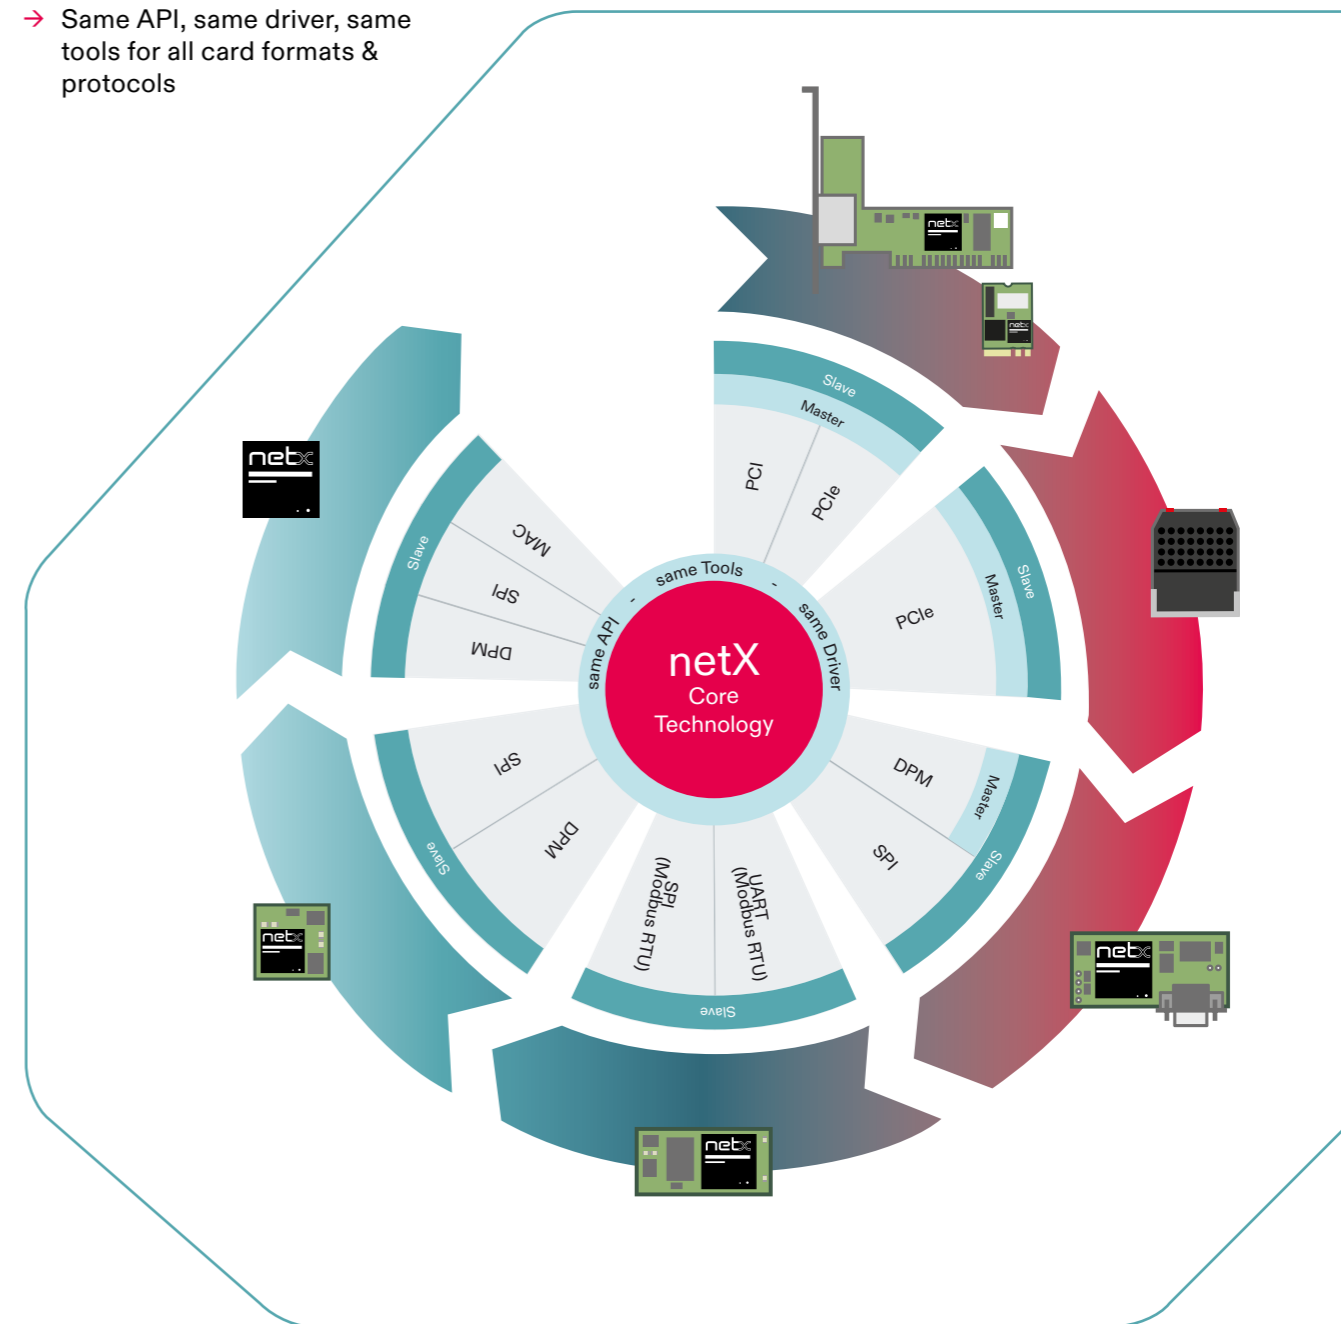 → Same API, same driver, same
tools for all card formats &
protocols
netx
netx
Slave
Master
PCI
PCIe
Slave
Master
PCIe
netx
Slave
MAC
SPI
DPM
same API - same Tools - same Driver
netX
Core
Technology
DPM
Master
SPI
Slave
SPI
DPM
Slave
SPI
(Modbus RTU)
UART
(Modbus RTU)
Slave
netx
netx
netx